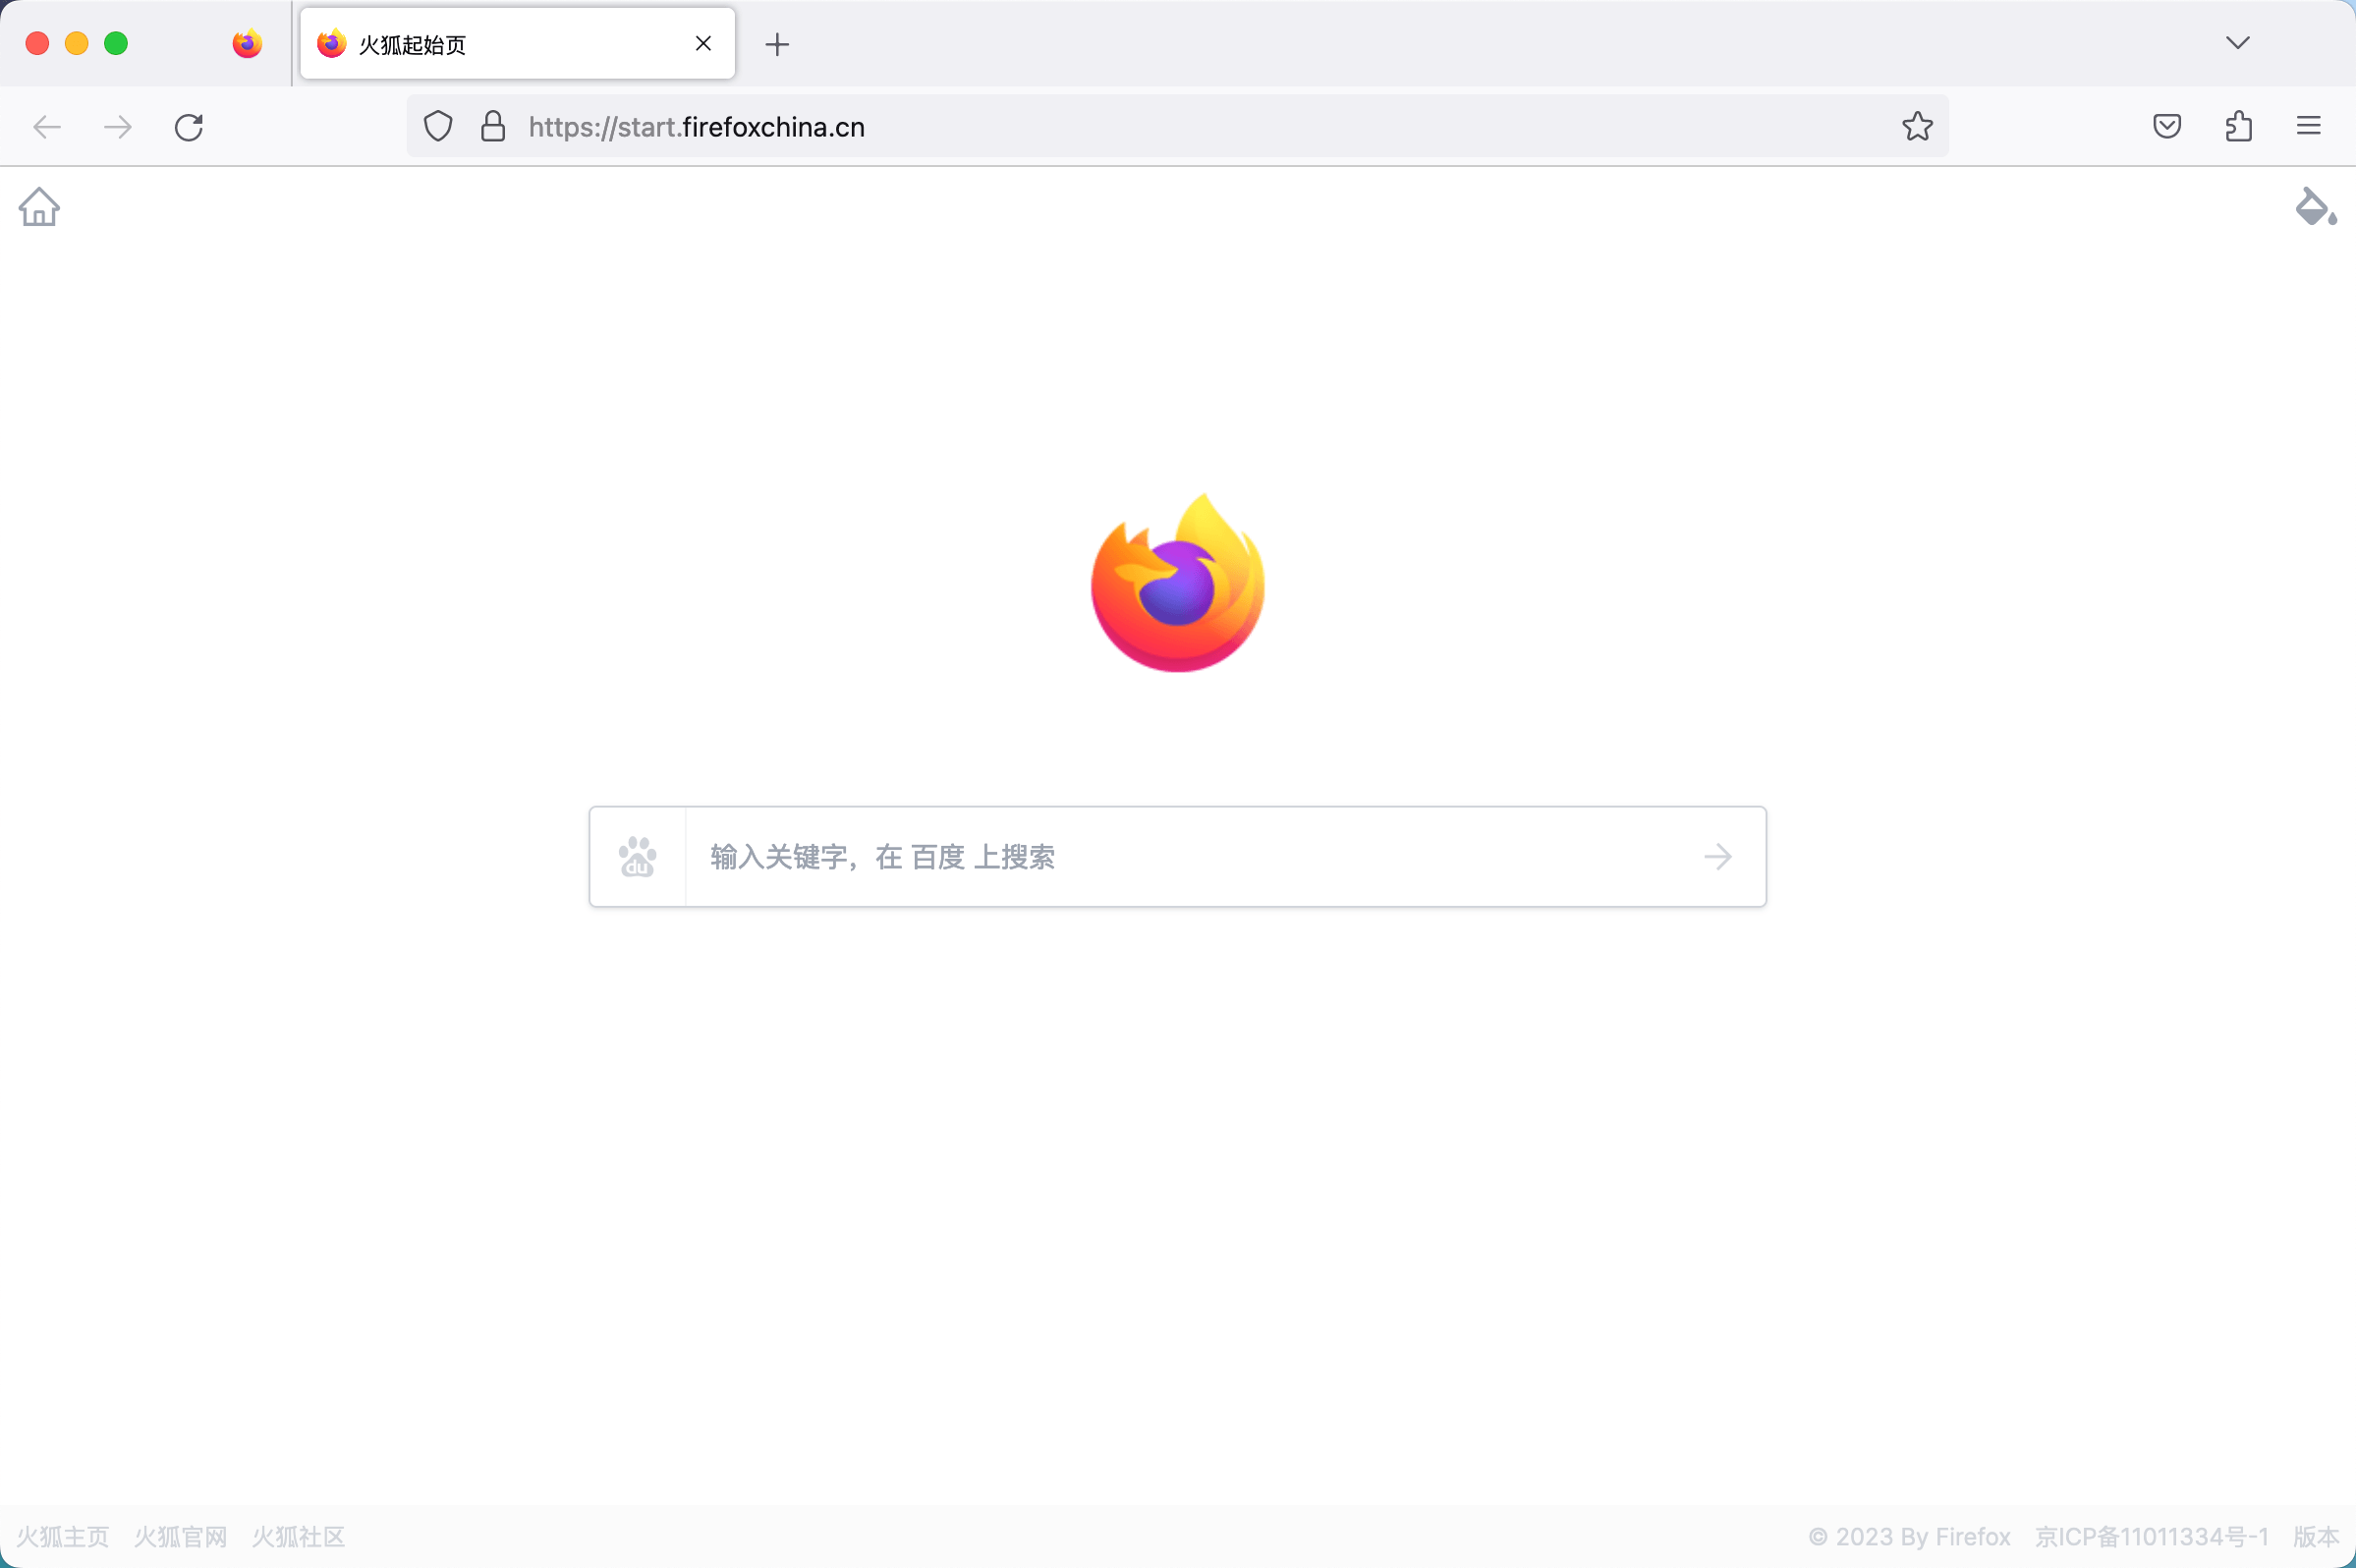 火狐起始页
https://start.firefoxchina.cn
du 输入关键字，在 百度 上搜索
火狐主页 火狐官网 火狐社区 © 2023 By Firefox 京ICP备11011334号-1 版本